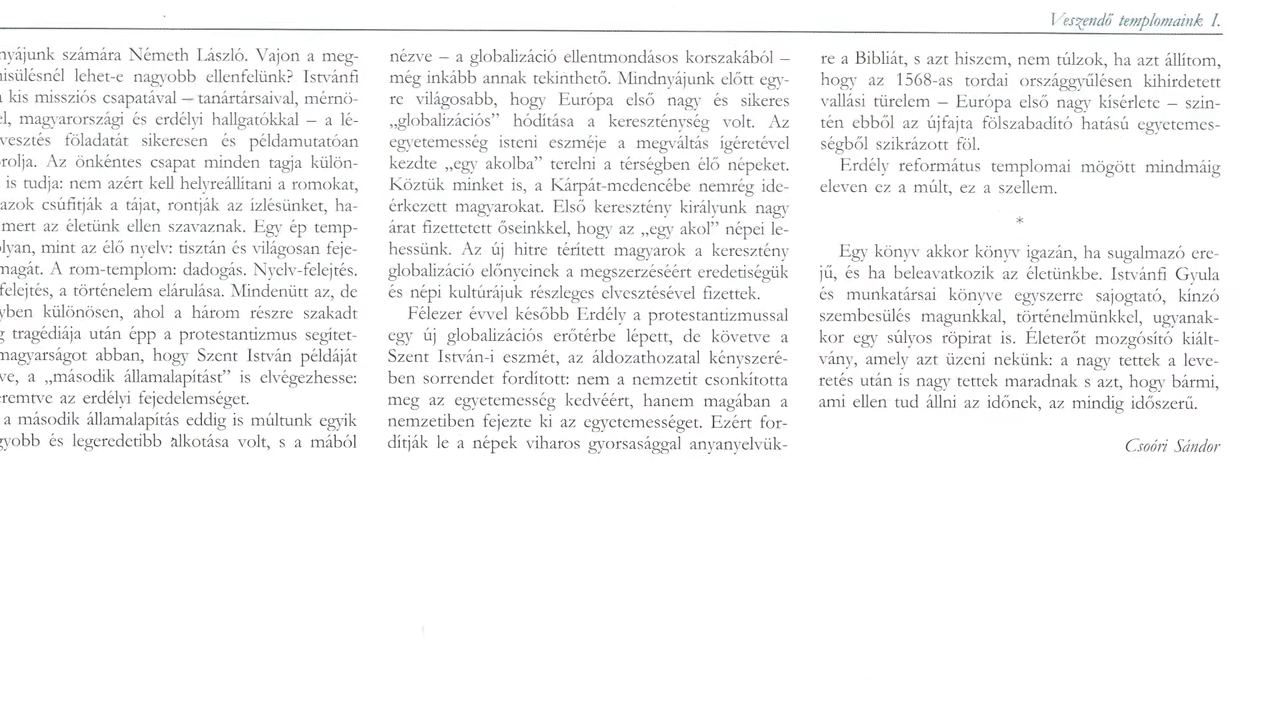 Veszendő templomaink I.
nyájunk számára Németh László. Vajon a meg-
isülésnél lehet-e nagyobb ellenfelünk? Istvánfi
kis missziós csapatával – tanártársaival, mérnö-
el, magyarországi és erdélyi hallgatókkal – a lé-
vesztés föladatát sikeresen és példamutatóan
rolja. Az önkéntes csapat minden tagja külön-
is tudja: nem azért kell helyreállítani a romokat,
azok csúfítják a tájat, rontják az ízlésünket, ha-
mert az életünk ellen szavaznak. Egy ép temp-
olyan, mint az élő nyelv: tisztán és világosan feje-
magát. A rom-templom: dadogás. Nyelv-felejtés.
felejtés, a történelem elárulása. Mindenütt az, de
yben különösen, ahol a három részre szakadt
g tragédiája után épp a protestantizmus segítet-
magyarságot abban, hogy Szent István példáját
ve, a „második államalapítást” is elvégezhesse:
remtve az erdélyi fejedelemséget.
a második államalapítás eddig is múltunk egyik
gyobb és legeredetibb alkotása volt, s a mából
nézve – a globalizáció ellentmondásos korszakából –
még inkább annak tekinthető. Mindnyájunk előtt egy-
re világosabb, hogy Európa első nagy és sikeres
„globalizációs” hódítása a kereszténység volt. Az
egyetemesség isteni eszméje a megváltás ígéretével
kezdte „egy akolba” terelni a térségben élő népeket.
Köztük minket is, a Kárpát-medencébe nemrég ide-
érkezett magyarokat. Első keresztény királyunk nagy
árat fizettetett őseinkkel, hogy az „egy akol” népei le-
hessünk. Az új hitre térített magyarok a keresztény
globalizáció előnyeinek a megszerzéséért eredetiségük
és népi kultúrájuk részleges elvesztésével fizettek.
Félezer évvel később Erdély a protestantizmussal
egy új globalizációs erőtérbe lépett, de követve a
Szent István-i eszmét, az áldozathozatal kényszeré-
ben sorrendet fordított: nem a nemzetit csonkította
meg az egyetemesség kedvéért, hanem magában a
nemzetiben fejezte ki az egyetemességet. Ezért for-
dítják le a népek viharos gyorsasággal anyanyelvük-
re a Bibliát, s azt hiszem, nem túlzok, ha azt állítom,
hogy az 1568-as tordai országgyűlésen kihirdetett
vallási türelem – Európa első nagy kísérlete – szin-
tén ebből az újfajta fölszabadító hatású egyetemes-
ségből szikrázott föl.
Erdély református templomai mögött mindmáig
eleven ez a múlt, ez a szellem.
*
Egy könyv akkor könyv igazán, ha sugalmazó ere-
jű, és ha beleavatkozik az életünkbe. Istvánfi Gyula
és munkatársai könyve egyszerre sajogtató, kínzó
szembesülés magunkkal, történelmünkkel, ugyanak-
kor egy súlyos röpirat is. Életerőt mozgósító kiált-
vány, amely azt üzeni nekünk: a nagy tettek a leve-
retés után is nagy tettek maradnak s azt, hogy bármi,
ami ellen tud állni az időnek, az mindig időszerű.
Csoóri Sándor